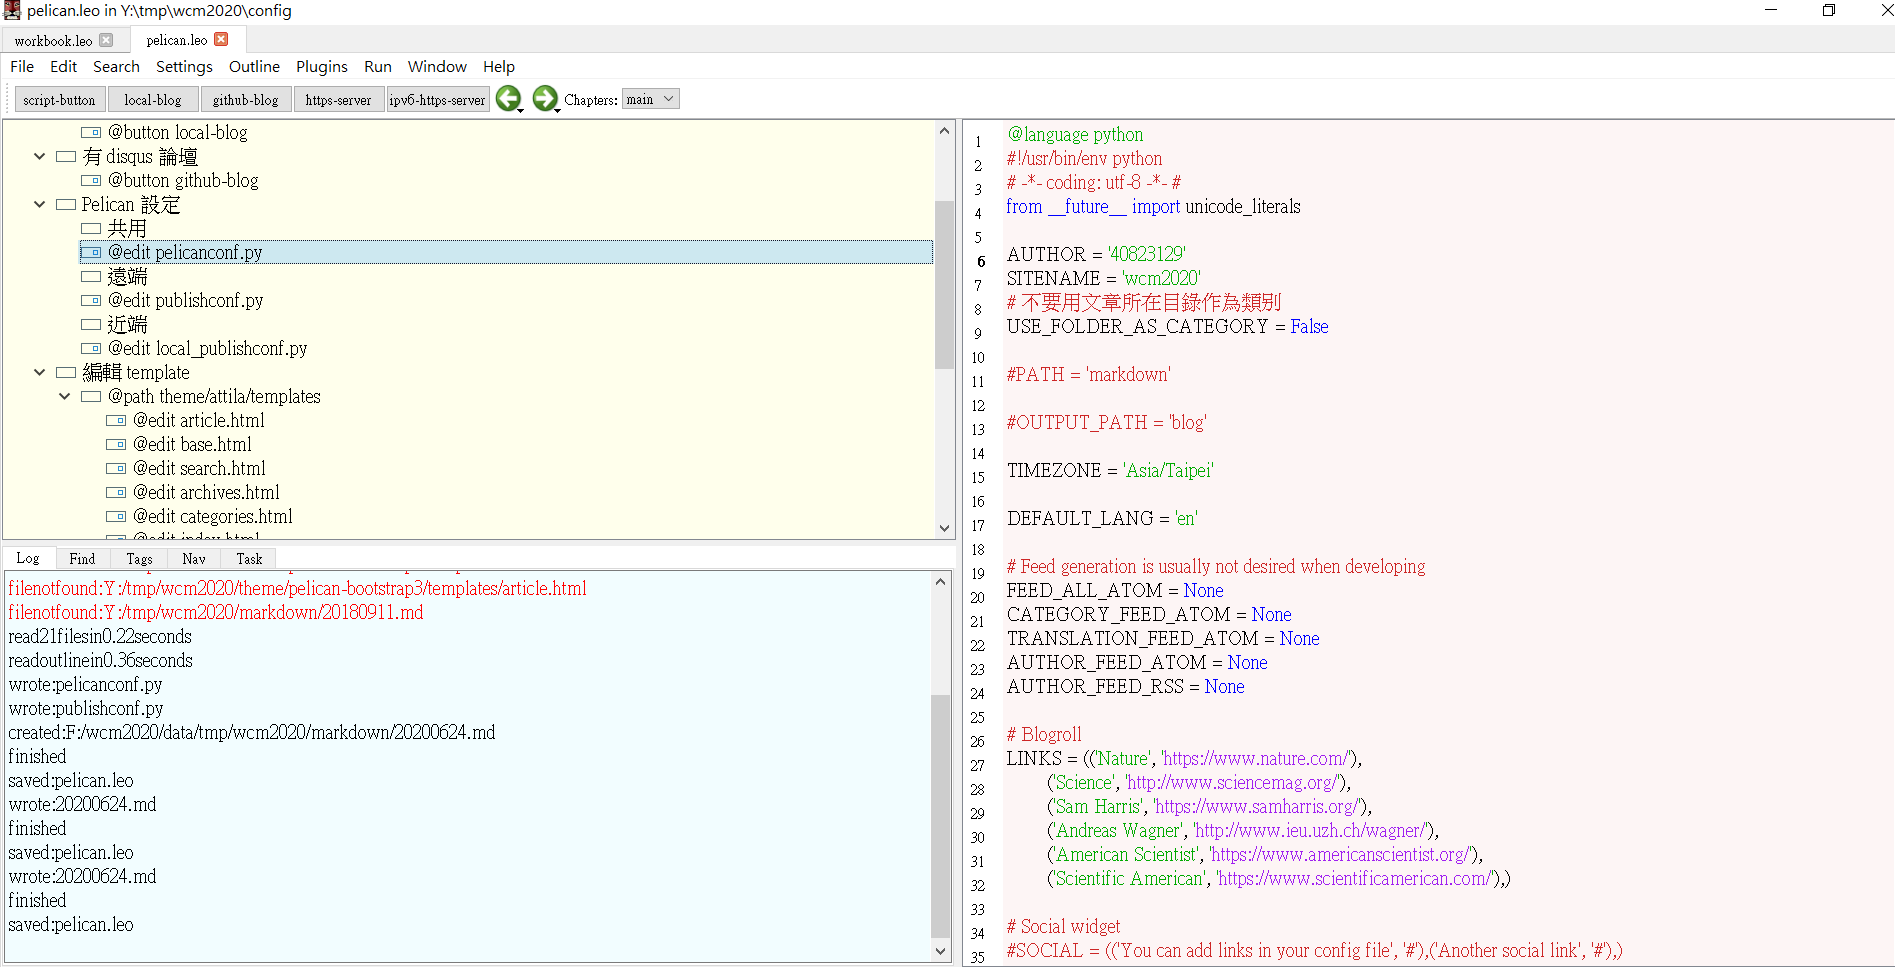 pelican.leo in Y:\tmp\wcm2020\config
workbook.leo
pelican.leo
File Edit Search Settings Outline Plugins Run Window Help
script-button local-blog github-blog https-server ipv6-https-server Chapters: main
@button local-blog
有 disqus 論壇
@button github-blog
Pelican 設定
共用
@edit pelicanconf.py
遠端
@edit publishconf.py
近端
@edit local_publishconf.py
編輯 template
@path theme/attila/templates
@edit article.html
@edit base.html
@edit search.html
@edit archives.html
@edit categories.html
@edit index.html
Log Find Tags Nav Task
filenotfound:Y:/tmp/wcm2020/theme/pelican-bootstrap3/templates/article.html
filenotfound:Y:/tmp/wcm2020/markdown/20180911.md
read21filesin0.22seconds
readoutlinein0.36seconds
wrote:pelicanconf.py
wrote:publishconf.py
created:F:/wcm2020/data/tmp/wcm2020/markdown/20200624.md
finished
saved:pelican.leo
wrote:20200624.md
finished
saved:pelican.leo
wrote:20200624.md
finished
saved:pelican.leo
1 @language python
2 #!/usr/bin/env python
3 # -*- coding: utf-8 -*- #
4 from __future__ import unicode_literals
5
6 AUTHOR = '40823129'
7 SITENAME = 'wcm2020'
8 # 不要用文章所在目錄作為類別
9 USE_FOLDER_AS_CATEGORY = False
10
11 #PATH = 'markdown'
12
13 #OUTPUT_PATH = 'blog'
14
15 TIMEZONE = 'Asia/Taipei'
16
17 DEFAULT_LANG = 'en'
18
19 # Feed generation is usually not desired when developing
20 FEED_ALL_ATOM = None
21 CATEGORY_FEED_ATOM = None
22 TRANSLATION_FEED_ATOM = None
23 AUTHOR_FEED_ATOM = None
24 AUTHOR_FEED_RSS = None
25
26 # Blogroll
27 LINKS = (('Nature', 'https://www.nature.com/'),
28 ('Science', 'http://www.sciencemag.org/'),
29 ('Sam Harris', 'https://www.samharris.org/'),
30 ('Andreas Wagner', 'http://www.ieu.uzh.ch/wagner/'),
31 ('American Scientist', 'https://www.americanscientist.org/'),
32 ('Scientific American', 'https://www.scientificamerican.com/'),)
33
34 # Social widget
35 #SOCIAL = (('You can add links in your config file', '#'),('Another social link', '#'),)